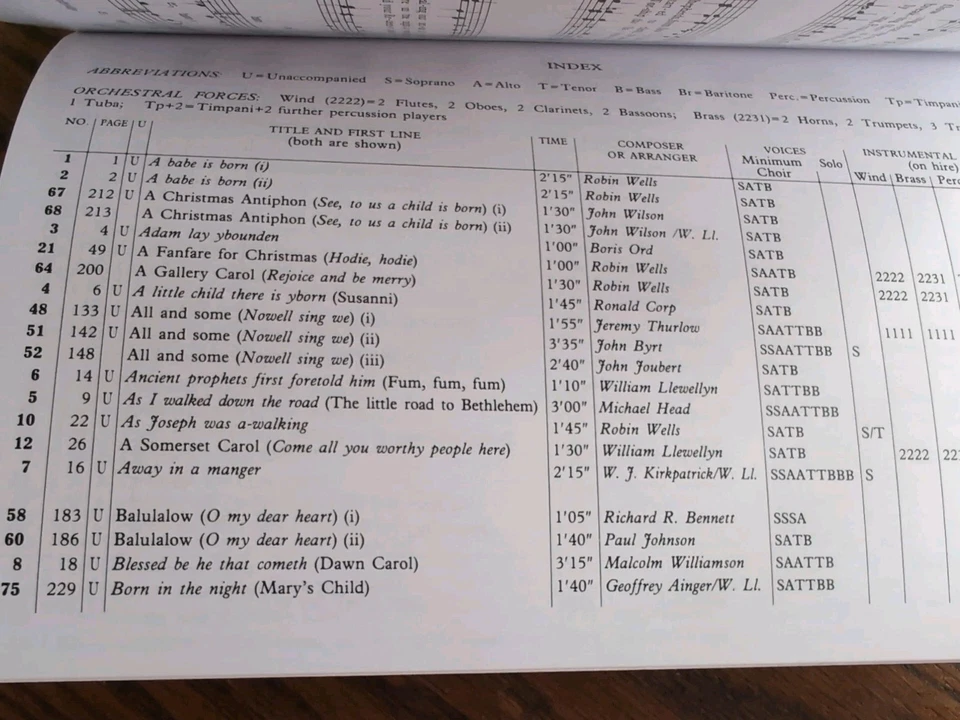 INDEX
ABBREVIATIONS: U=Unaccompanied S=Soprano A=Alto T=Tenor B=Bass Br=Baritone Perc.=Percussion Tp=Timpani
ORCHESTRAL FORCES: Wind (2222)=2 Flutes, 2 Oboes, 2 Clarinets, 2 Bassoons; Brass (2231)=2 Horns, 2 Trumpets, 3 Tr
1 Tuba; Tp+2=Timpani+2 further percussion players
NO. PAGE U TITLE AND FIRST LINE TIME COMPOSER VOICES INSTRUMENTAL
(both are shown) OR ARRANGER Minimum Solo (on hire)
Choir Wind Brass Perc
1 1 U A babe is born (i) 2'15" Robin Wells SATB
2 2 U A babe is born (ii) 2'15" Robin Wells SATB
67 212 U A Christmas Antiphon (See, to us a child is born) (i) 1'30" John Wilson SATB
68 213 A Christmas Antiphon (See, to us a child is born) (ii) 1'30" John Wilson /W. Ll. SATB
3 4 U Adam lay ybounden 1'00" Boris Ord SATB
21 49 U A Fanfare for Christmas (Hodie, hodie) 1'00" Robin Wells SAATB 2222 2231
64 200 A Gallery Carol (Rejoice and be merry) 1'30" Robin Wells SATB 2222 2231
4 6 U A little child there is yborn (Susanni) 1'45" Ronald Corp SATB
48 133 U All and some (Nowell sing we) (i) 1'55" Jeremy Thurlow SAATTBB 1111 1111
51 142 U All and some (Nowell sing we) (ii) 3'35" John Byrt SSAATTBB S
52 148 All and some (Nowell sing we) (iii) 2'40" John Joubert SATB
6 14 U Ancient prophets first foretold him (Fum, fum, fum) 1'10" William Llewellyn SATTBB
5 9 U As I walked down the road (The little road to Bethlehem) 3'00" Michael Head SSAATTBB
10 22 U As Joseph was a-walking 1'45" Robin Wells SATB S/T
12 26 A Somerset Carol (Come all you worthy people here) 1'30" William Llewellyn SATB 2222 22
7 16 U Away in a manger 2'15" W. J. Kirkpatrick/W. Ll. SSAATTBBB S
58 183 U Balulalow (O my dear heart) (i) 1'05" Richard R. Bennett SSSA
60 186 U Balulalow (O my dear heart) (ii) 1'40" Paul Johnson SATB
8 18 U Blessed be he that cometh (Dawn Carol) 3'15" Malcolm Williamson SAATTB
75 229 U Born in the night (Mary's Child) 1'40" Geoffrey Ainger/W. Ll. SATTBB